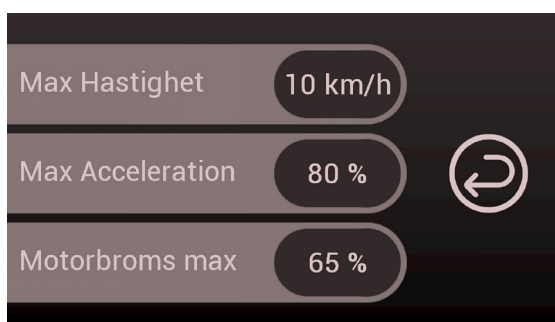 Max Hastighet 10 km/h
Max Acceleration 80 %
Motorbroms max 65 %